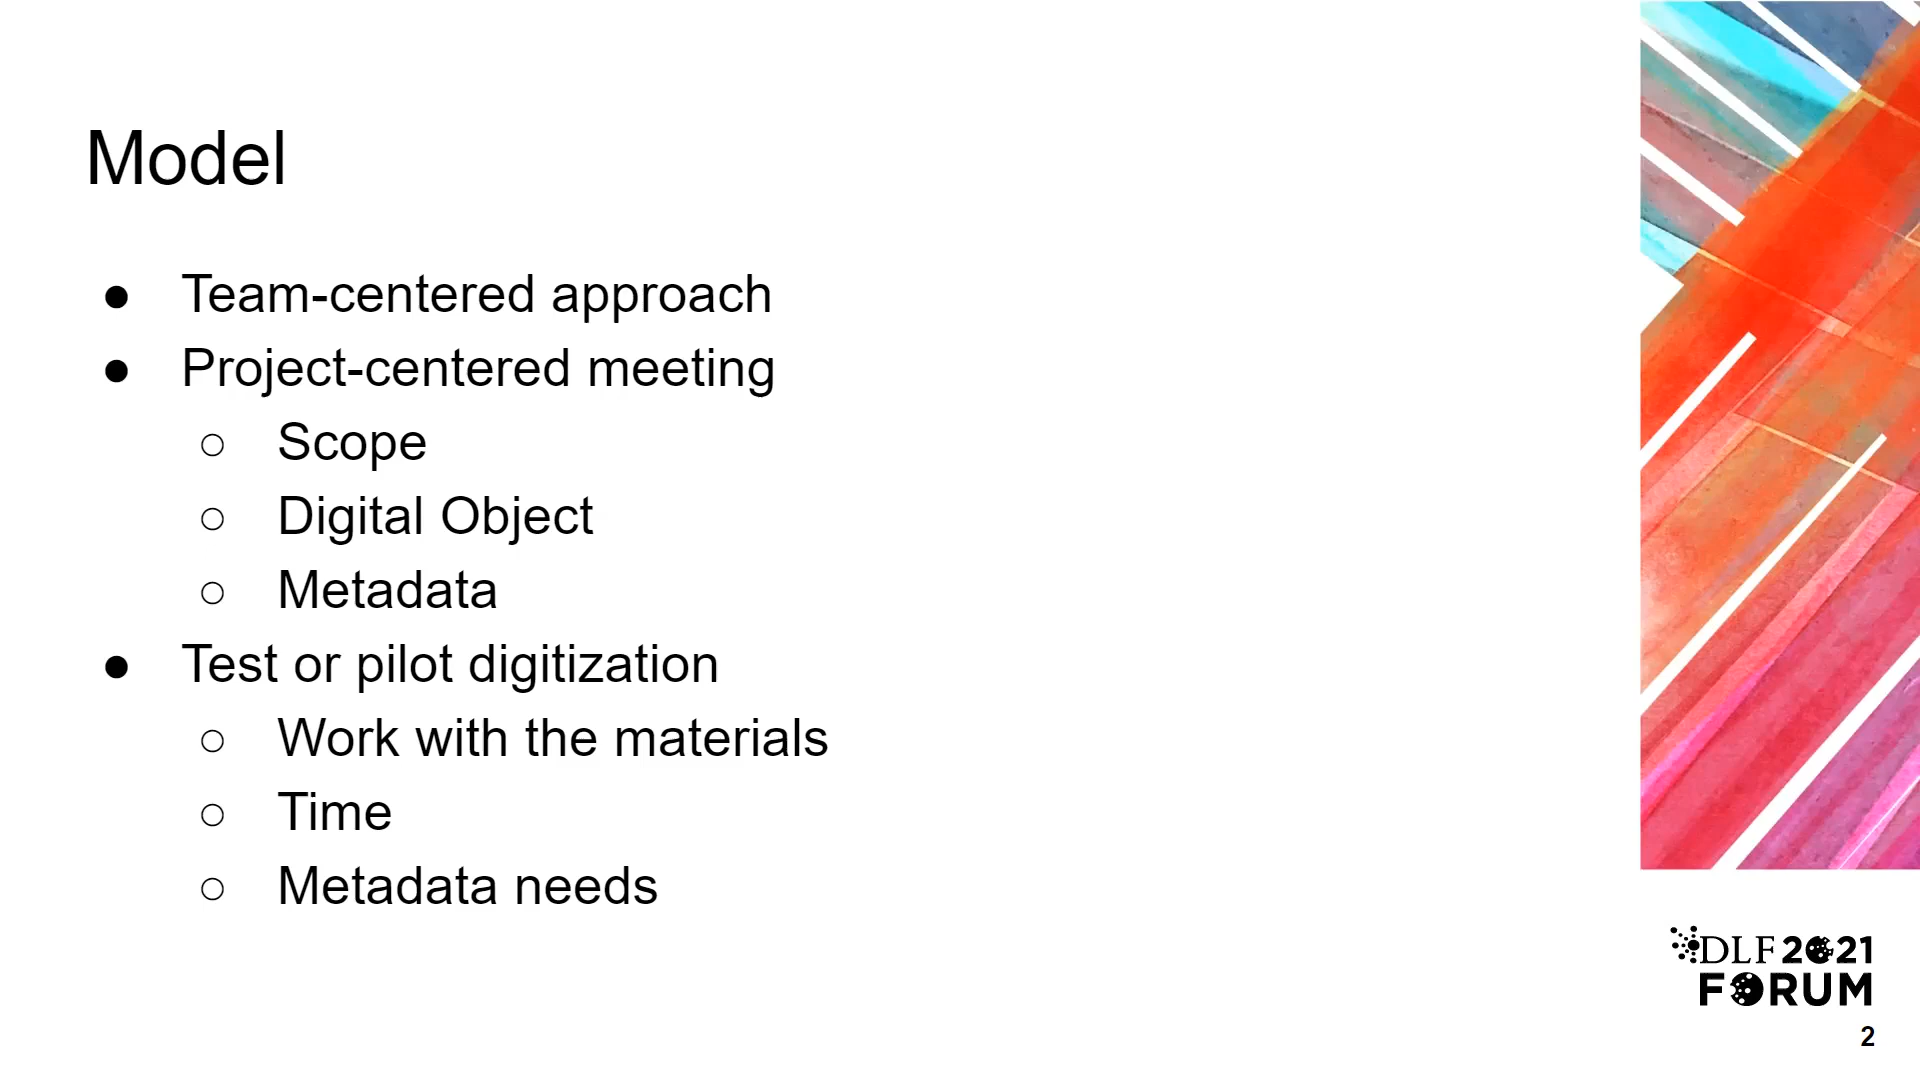 Model
● Team-centered approach
● Project-centered meeting
○ Scope
○ Digital Object
○ Metadata
● Test or pilot digitization
○ Work with the materials
○ Time
○ Metadata needs
DLF 2021
FORUM
2